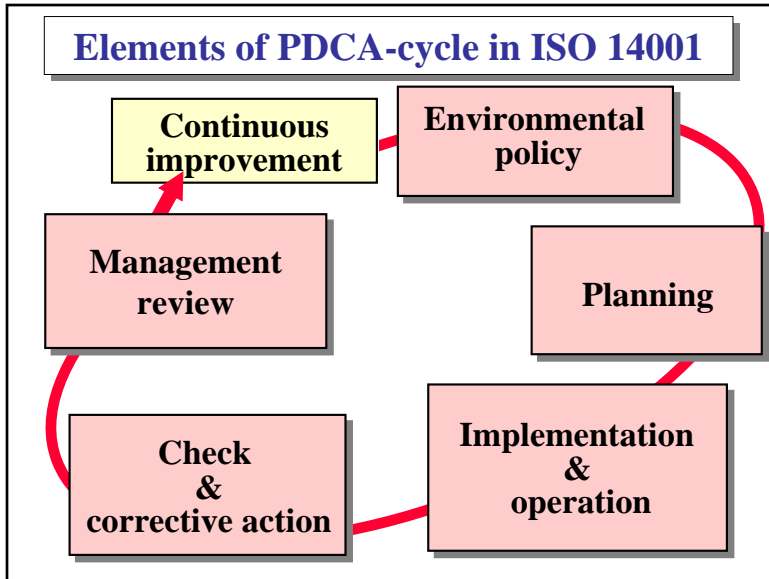 Elements of PDCA-cycle in ISO 14001
Continuous
improvement
Environmental
policy
Planning
Implementation
&
operation
Check
&
corrective action
Management
review